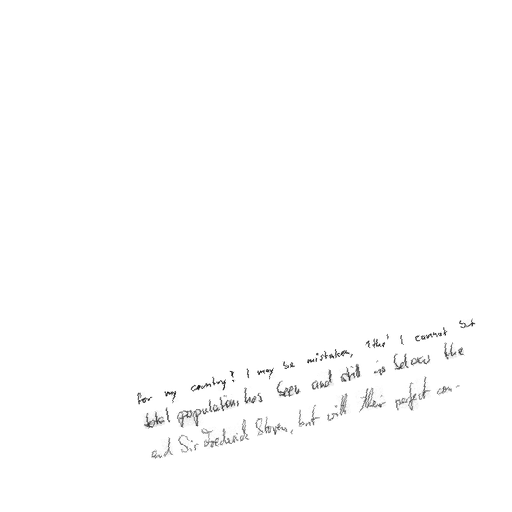 For my country? I may be mistaken, tho' I cannot but
total population has been and still is below the
and Sir Frederick Stoven, but with their perfect con-